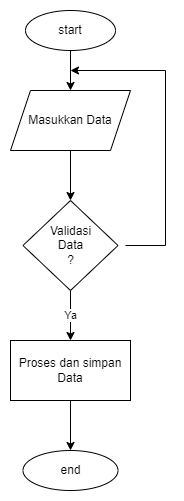 start
Masukkan Data
Validasi
Data
?
Ya
Proses dan simpan
Data
end